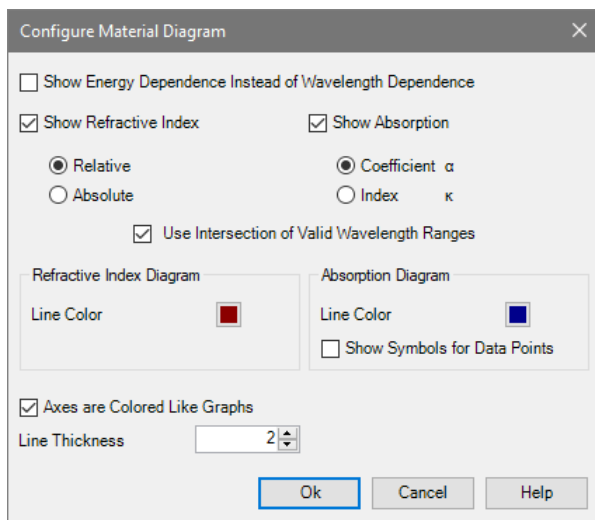 Configure Material Diagram
Show Energy Dependence Instead of Wavelength Dependence
Show Refractive Index
Show Absorption
Relative
Coefficient α
Absolute
Index κ
Use Intersection of Valid Wavelength Ranges
Refractive Index Diagram
Absorption Diagram
Line Color
Line Color
Show Symbols for Data Points
Axes are Colored Like Graphs
Line Thickness 2
Ok Cancel Help